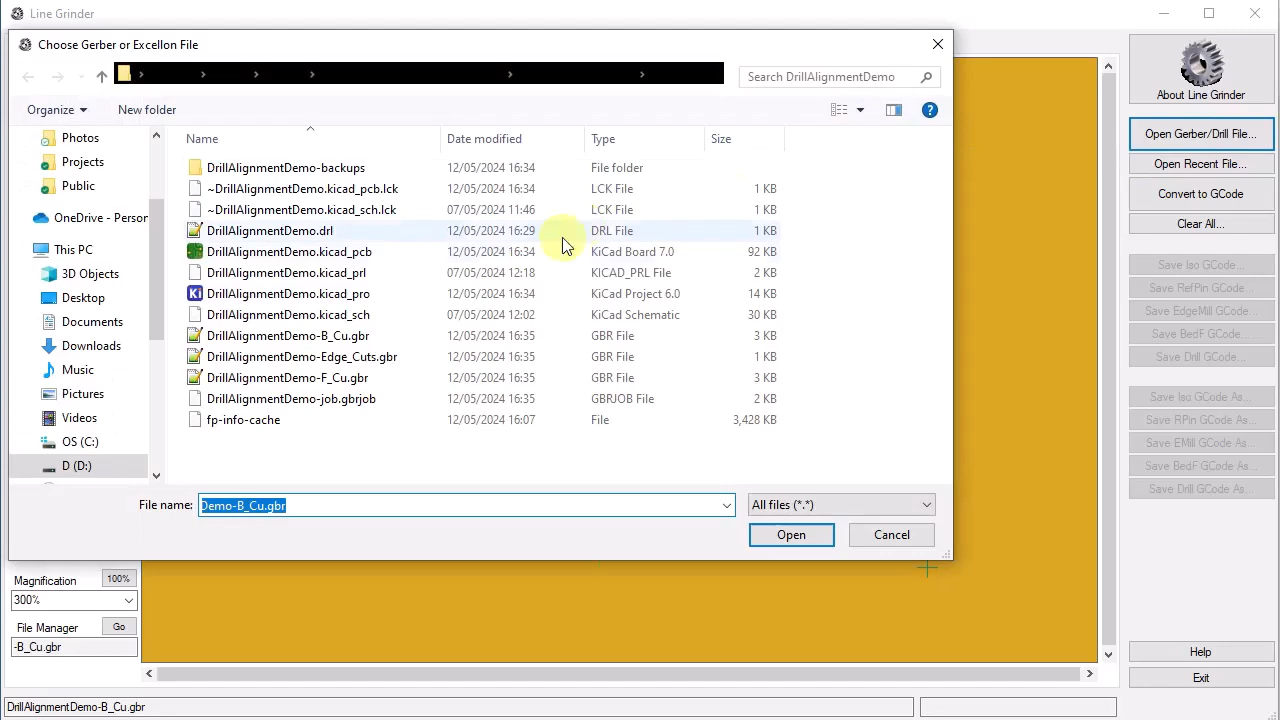 Line Grinder
Choose Gerber or Excellon File
Search DrillAlignmentDemo
Organize
New folder
Name
Date modified
Type
Size
Photos
Projects
Public
OneDrive - Person
This PC
3D Objects
Desktop
Documents
Downloads
Music
Pictures
Videos
OS (C:)
D (D:)
DrillAlignmentDemo-backups 12/05/2024 16:34 File folder
~DrillAlignmentDemo.kicad_pcb.lck 12/05/2024 16:34 LCK File 1 KB
~DrillAlignmentDemo.kicad_sch.lck 07/05/2024 11:46 LCK File 1 KB
DrillAlignmentDemo.drl 12/05/2024 16:29 DRL File 1 KB
DrillAlignmentDemo.kicad_pcb 12/05/2024 16:34 KiCad Board 7.0 92 KB
DrillAlignmentDemo.kicad_prl 07/05/2024 12:18 KICAD_PRL File 2 KB
DrillAlignmentDemo.kicad_pro 12/05/2024 16:34 KiCad Project 6.0 14 KB
DrillAlignmentDemo.kicad_sch 07/05/2024 12:02 KiCad Schematic 30 KB
DrillAlignmentDemo-B_Cu.gbr 12/05/2024 16:35 GBR File 3 KB
DrillAlignmentDemo-Edge_Cuts.gbr 12/05/2024 16:35 GBR File 1 KB
DrillAlignmentDemo-F_Cu.gbr 12/05/2024 16:35 GBR File 3 KB
DrillAlignmentDemo-job.gbrjob 12/05/2024 16:35 GBRJOB File 2 KB
fp-info-cache 12/05/2024 16:07 File 3,428 KB
File name: Demo-B_Cu.gbr
All files (*.*)
Open
Cancel
Magnification 100%
300%
File Manager Go
-B_Cu.gbr
DrillAlignmentDemo-B_Cu.gbr
About Line Grinder
Open Gerber/Drill File...
Open Recent File...
Convert to GCode
Clear All...
Save Iso GCode...
Save RefPin GCode...
Save EdgeMill GCode...
Save BedF GCode...
Save Drill GCode...
Save Iso GCode As...
Save RPin GCode As...
Save EMill GCode As...
Save BedF GCode As...
Save Drill GCode As...
Help
Exit